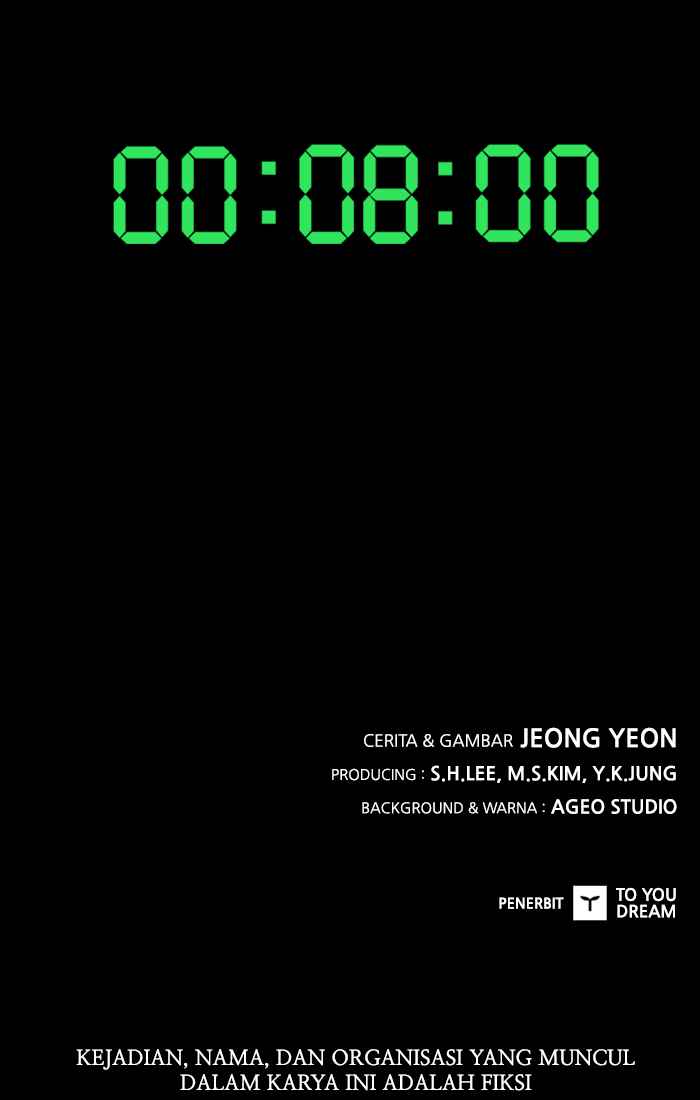 00:08:00
CERITA & GAMBAR JEONG YEON
PRODUCING : S.H.LEE, M.S.KIM, Y.K.JUNG
BACKGROUND & WARNA : AGEO STUDIO
PENERBIT TO YOU
DREAM
KEJADIAN, NAMA, DAN ORGANISASI YANG MUNCUL
DALAM KARYA INI ADALAH FIKSI